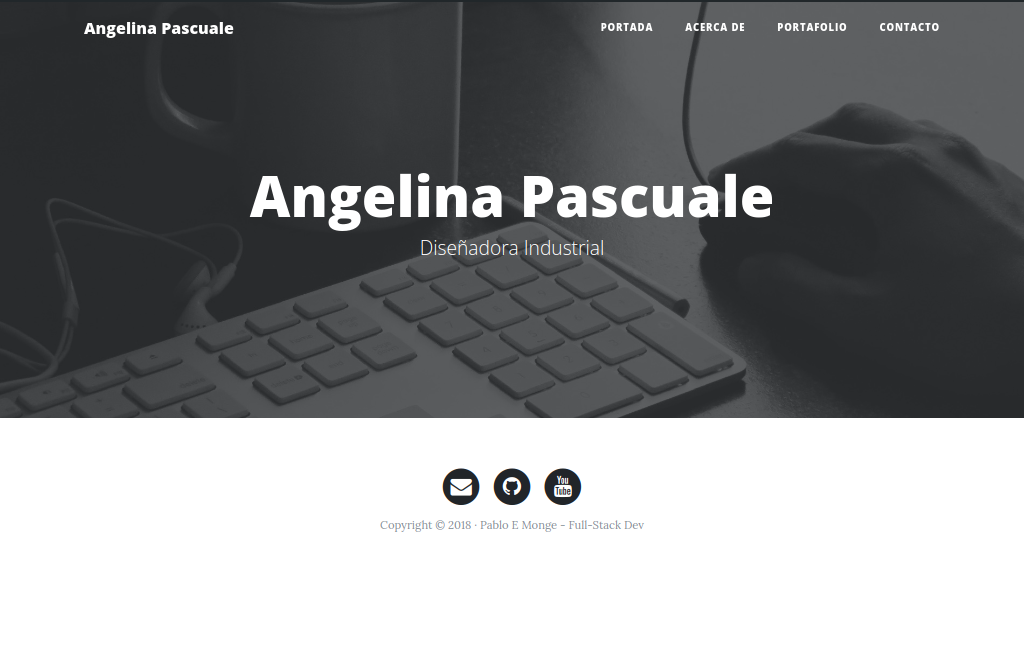 Angelina Pascuale
PORTADA ACERCA DE PORTAFOLIO CONTACTO
Angelina Pascuale
Diseñadora Industrial
You
Tube
Copyright © 2018 · Pablo E Monge - Full-Stack Dev